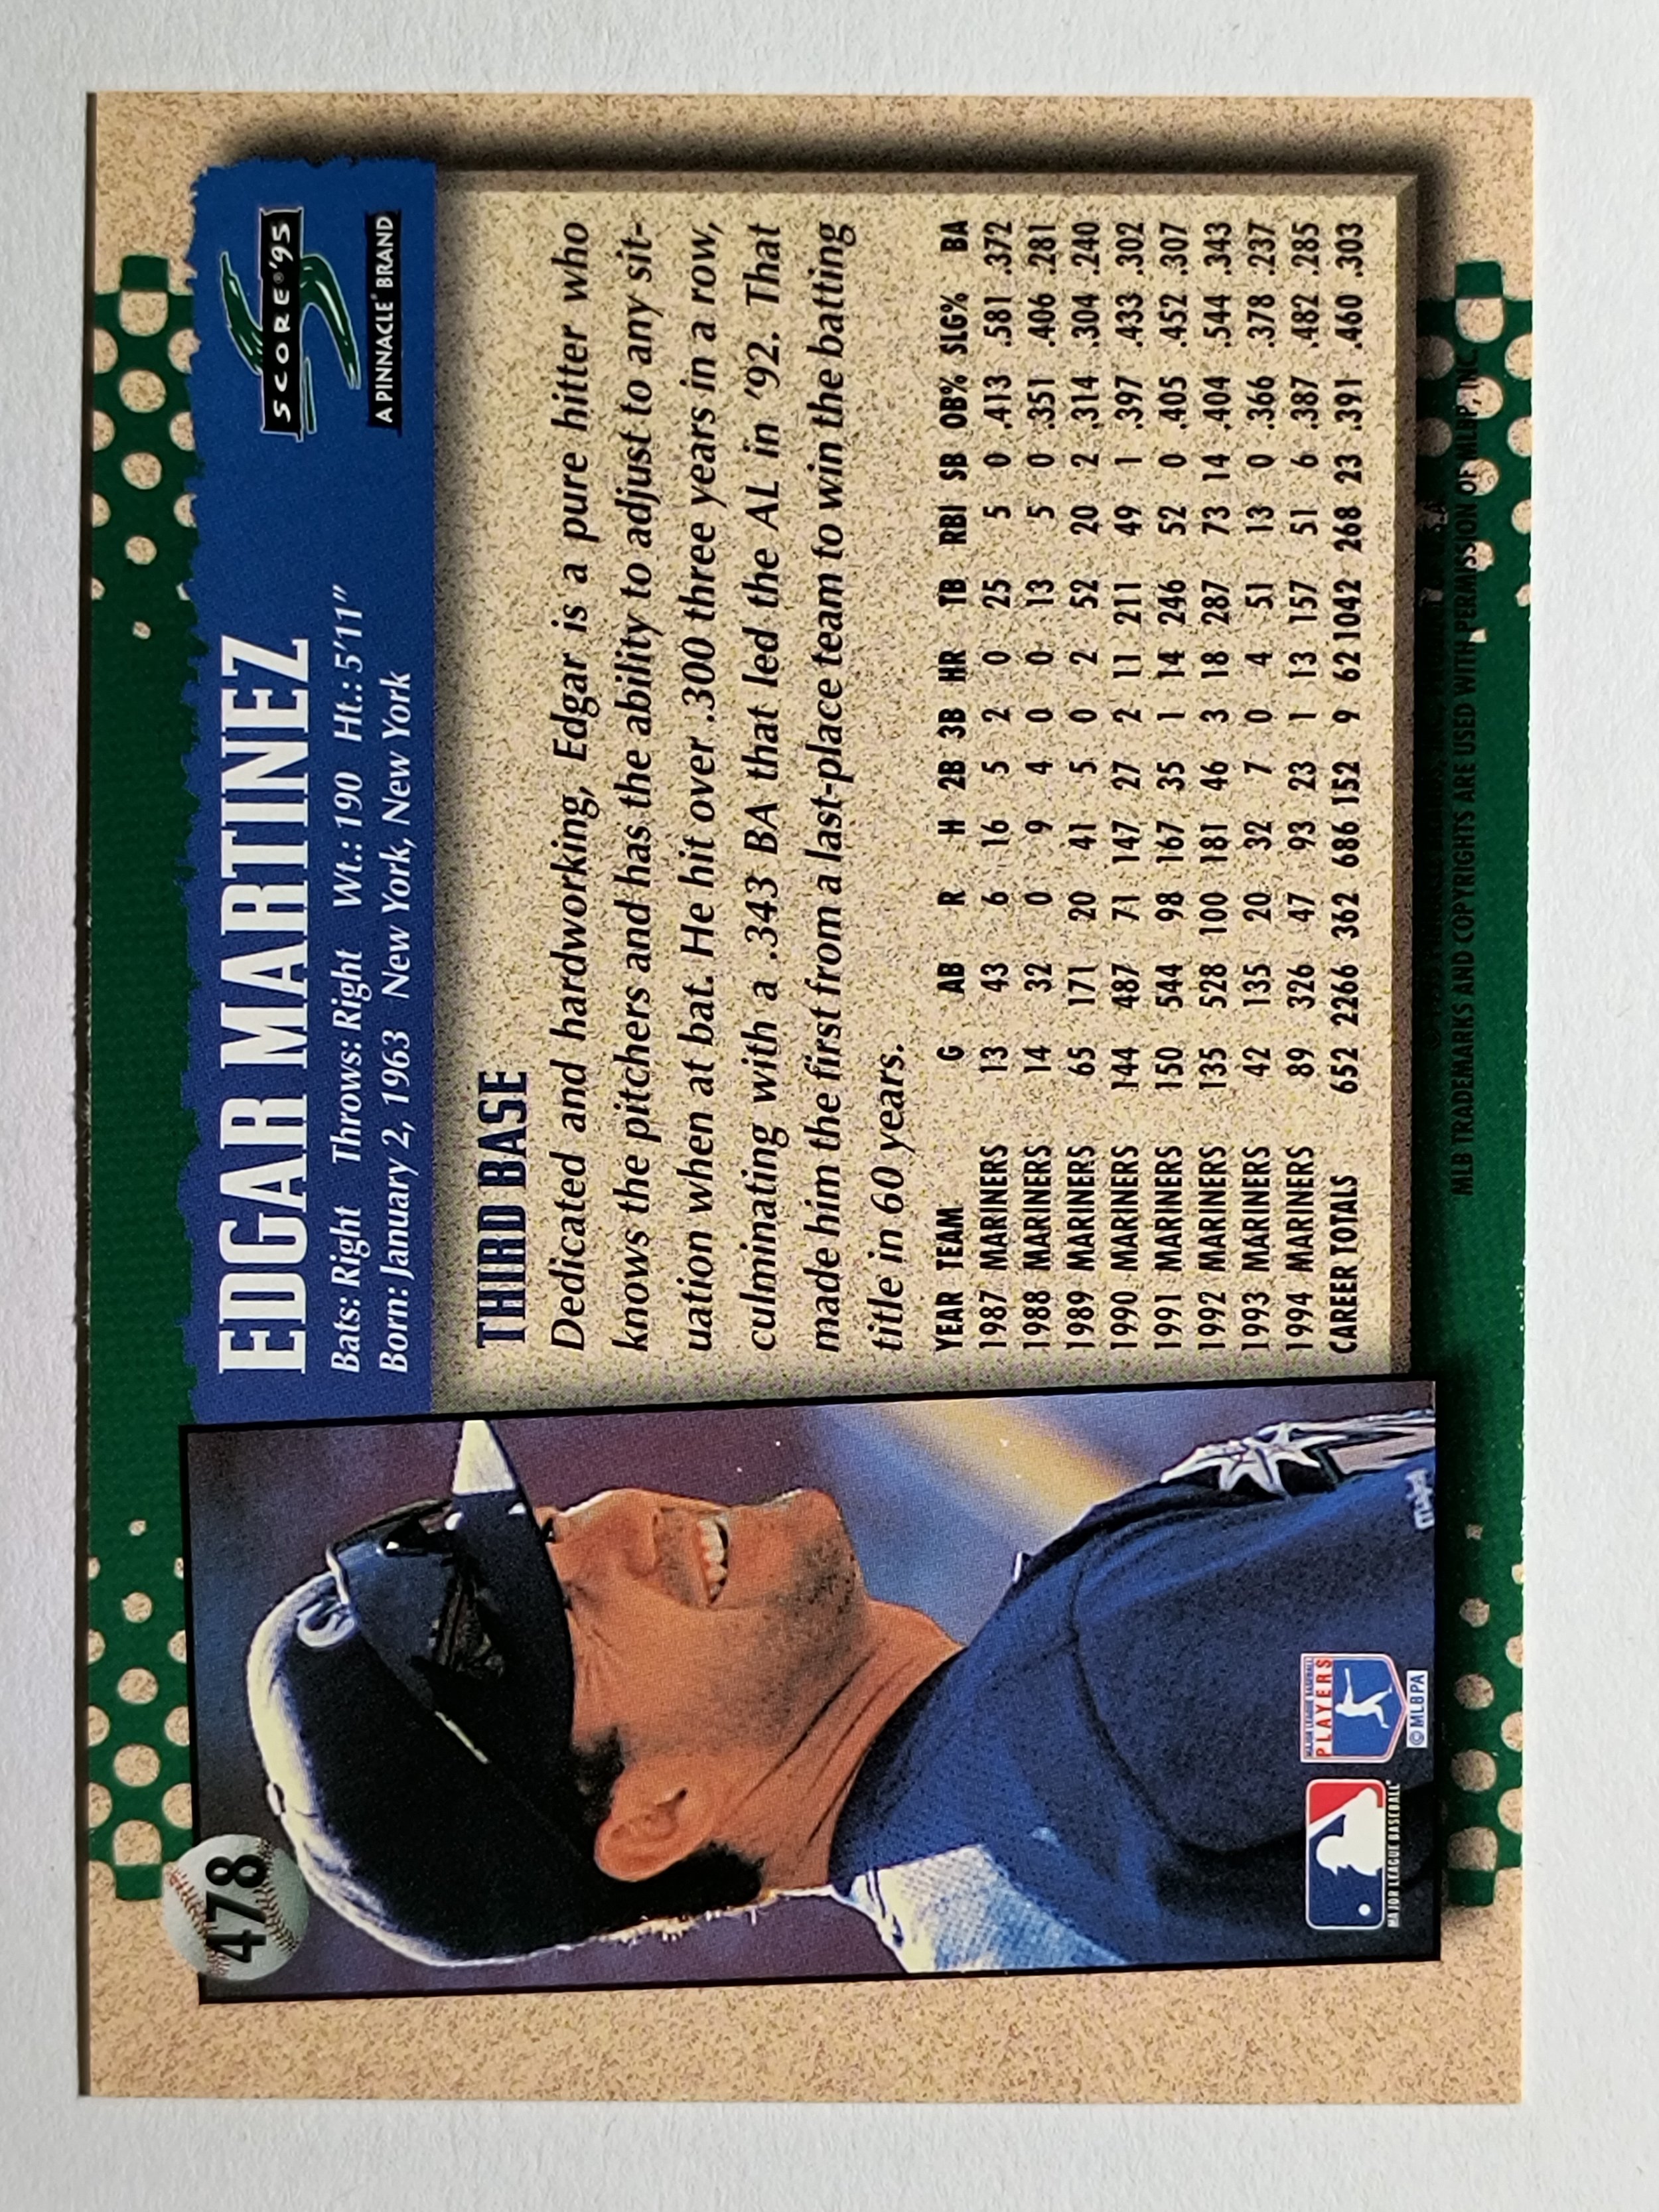 478
EDGAR MARTINEZ
Bats: Right Throws: Right Wt.: 190 Ht.: 5'11"
Born: January 2, 1963 New York, New York
SCORE®'95
A PINNACLE® BRAND
THIRD BASE
Dedicated and hardworking, Edgar is a pure hitter who
knows the pitchers and has the ability to adjust to any sit-
uation when at bat. He hit over .300 three years in a row,
culminating with a .343 BA that led the AL in '92. That
made him the first from a last-place team to win the batting
title in 60 years.
YEAR TEAM G AB R H 2B 3B HR TB RBI SB OB% SLG% BA
1987 MARINERS 13 43 6 16 5 2 0 25 5 0 .413 .581 .372
1988 MARINERS 14 32 0 9 4 0 0 13 5 0 .351 .406 .281
1989 MARINERS 65 171 20 41 5 0 2 52 20 2 .314 .304 .240
1990 MARINERS 144 487 71 147 27 2 11 211 49 1 .397 .433 .302
1991 MARINERS 150 544 98 167 35 1 14 246 52 0 .405 .452 .307
1992 MARINERS 135 528 100 181 46 3 18 287 73 14 .404 .544 .343
1993 MARINERS 42 135 20 32 7 0 4 51 13 0 .366 .378 .237
1994 MARINERS 89 326 47 93 23 1 13 157 51 6 .387 .482 .285
CAREER TOTALS 652 2266 362 686 152 9 62 1042 268 23 .391 .460 .303
MLB TRADEMARKS AND COPYRIGHTS ARE USED WITH PERMISSION OF MLBP, INC.
S
MAJOR LEAGUE BASEBALL®
MAJOR LEAGUE BASEBALL
PLAYERS
© MLBPA